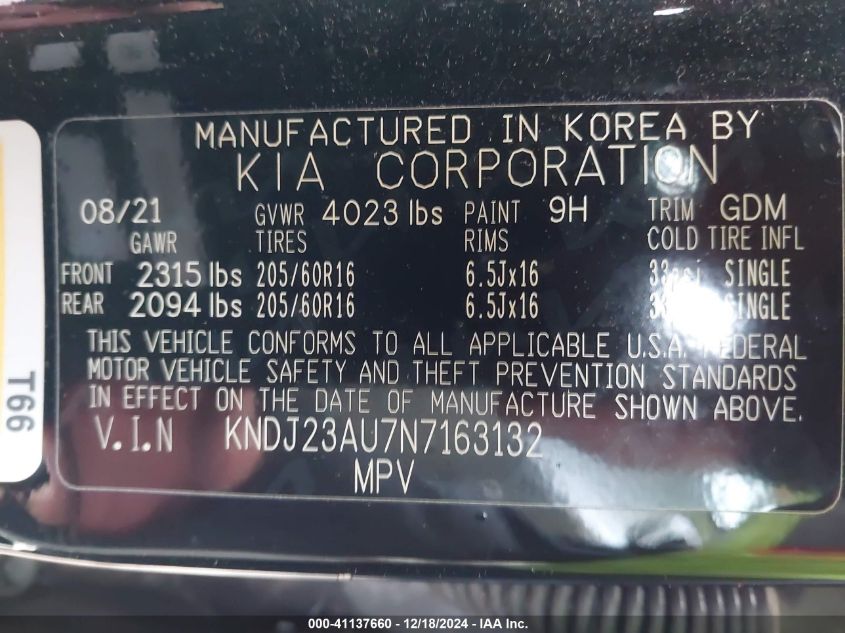 MANUFACTURED IN KOREA BY
KIA CORPORATION
08/21 GVWR 4023 lbs PAINT 9H TRIM GDM
GAWR TIRES RIMS COLD TIRE INFL
FRONT 2315 lbs 205/60R16 6.5Jx16 33psi SINGLE
REAR 2094 lbs 205/60R16 6.5Jx16 SINGLE
THIS VEHICLE CONFORMS TO ALL APPLICABLE U.S.A. FEDERAL
MOTOR VEHICLE SAFETY AND THEFT PREVENTION STANDARDS
IN EFFECT ON THE DATE OF MANUFACTURE SHOWN ABOVE.
V.I.N KNDJ23AU7N7163132
MPV
T66
000-41137660 - 12/18/2024 - IAA Inc.